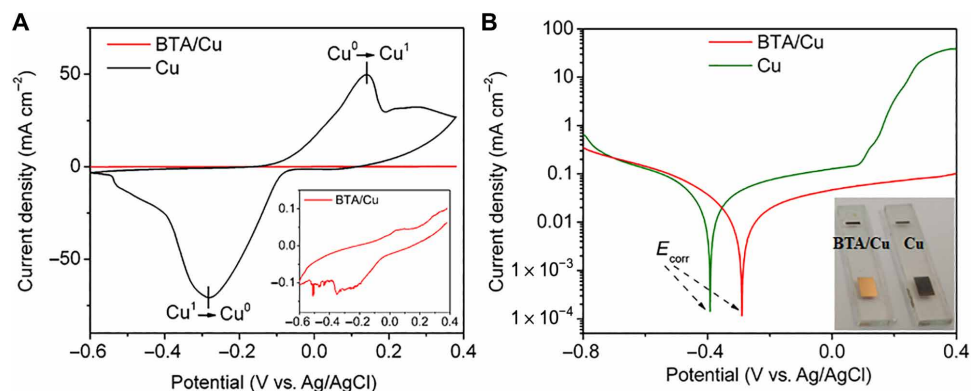 A
BTA/Cu
Cu
Cu⁰→Cu¹
Cu¹→Cu⁰
50
0
−50
Current density (mA cm⁻²)
−0.6
−0.4
−0.2
0.0
0.2
0.4
Potential (V vs. Ag/AgCl)
BTA/Cu
0.1
0.0
−0.1
−0.6 −0.4 −0.2 0.0 0.2 0.4
B
BTA/Cu
Cu
100
10
1
0.1
0.01
1 × 10⁻³
1 × 10⁻⁴
Current density (mA cm⁻²)
E_corr
BTA/Cu
Cu
−0.8
−0.4
0.0
0.4
Potential (V vs. Ag/AgCl)